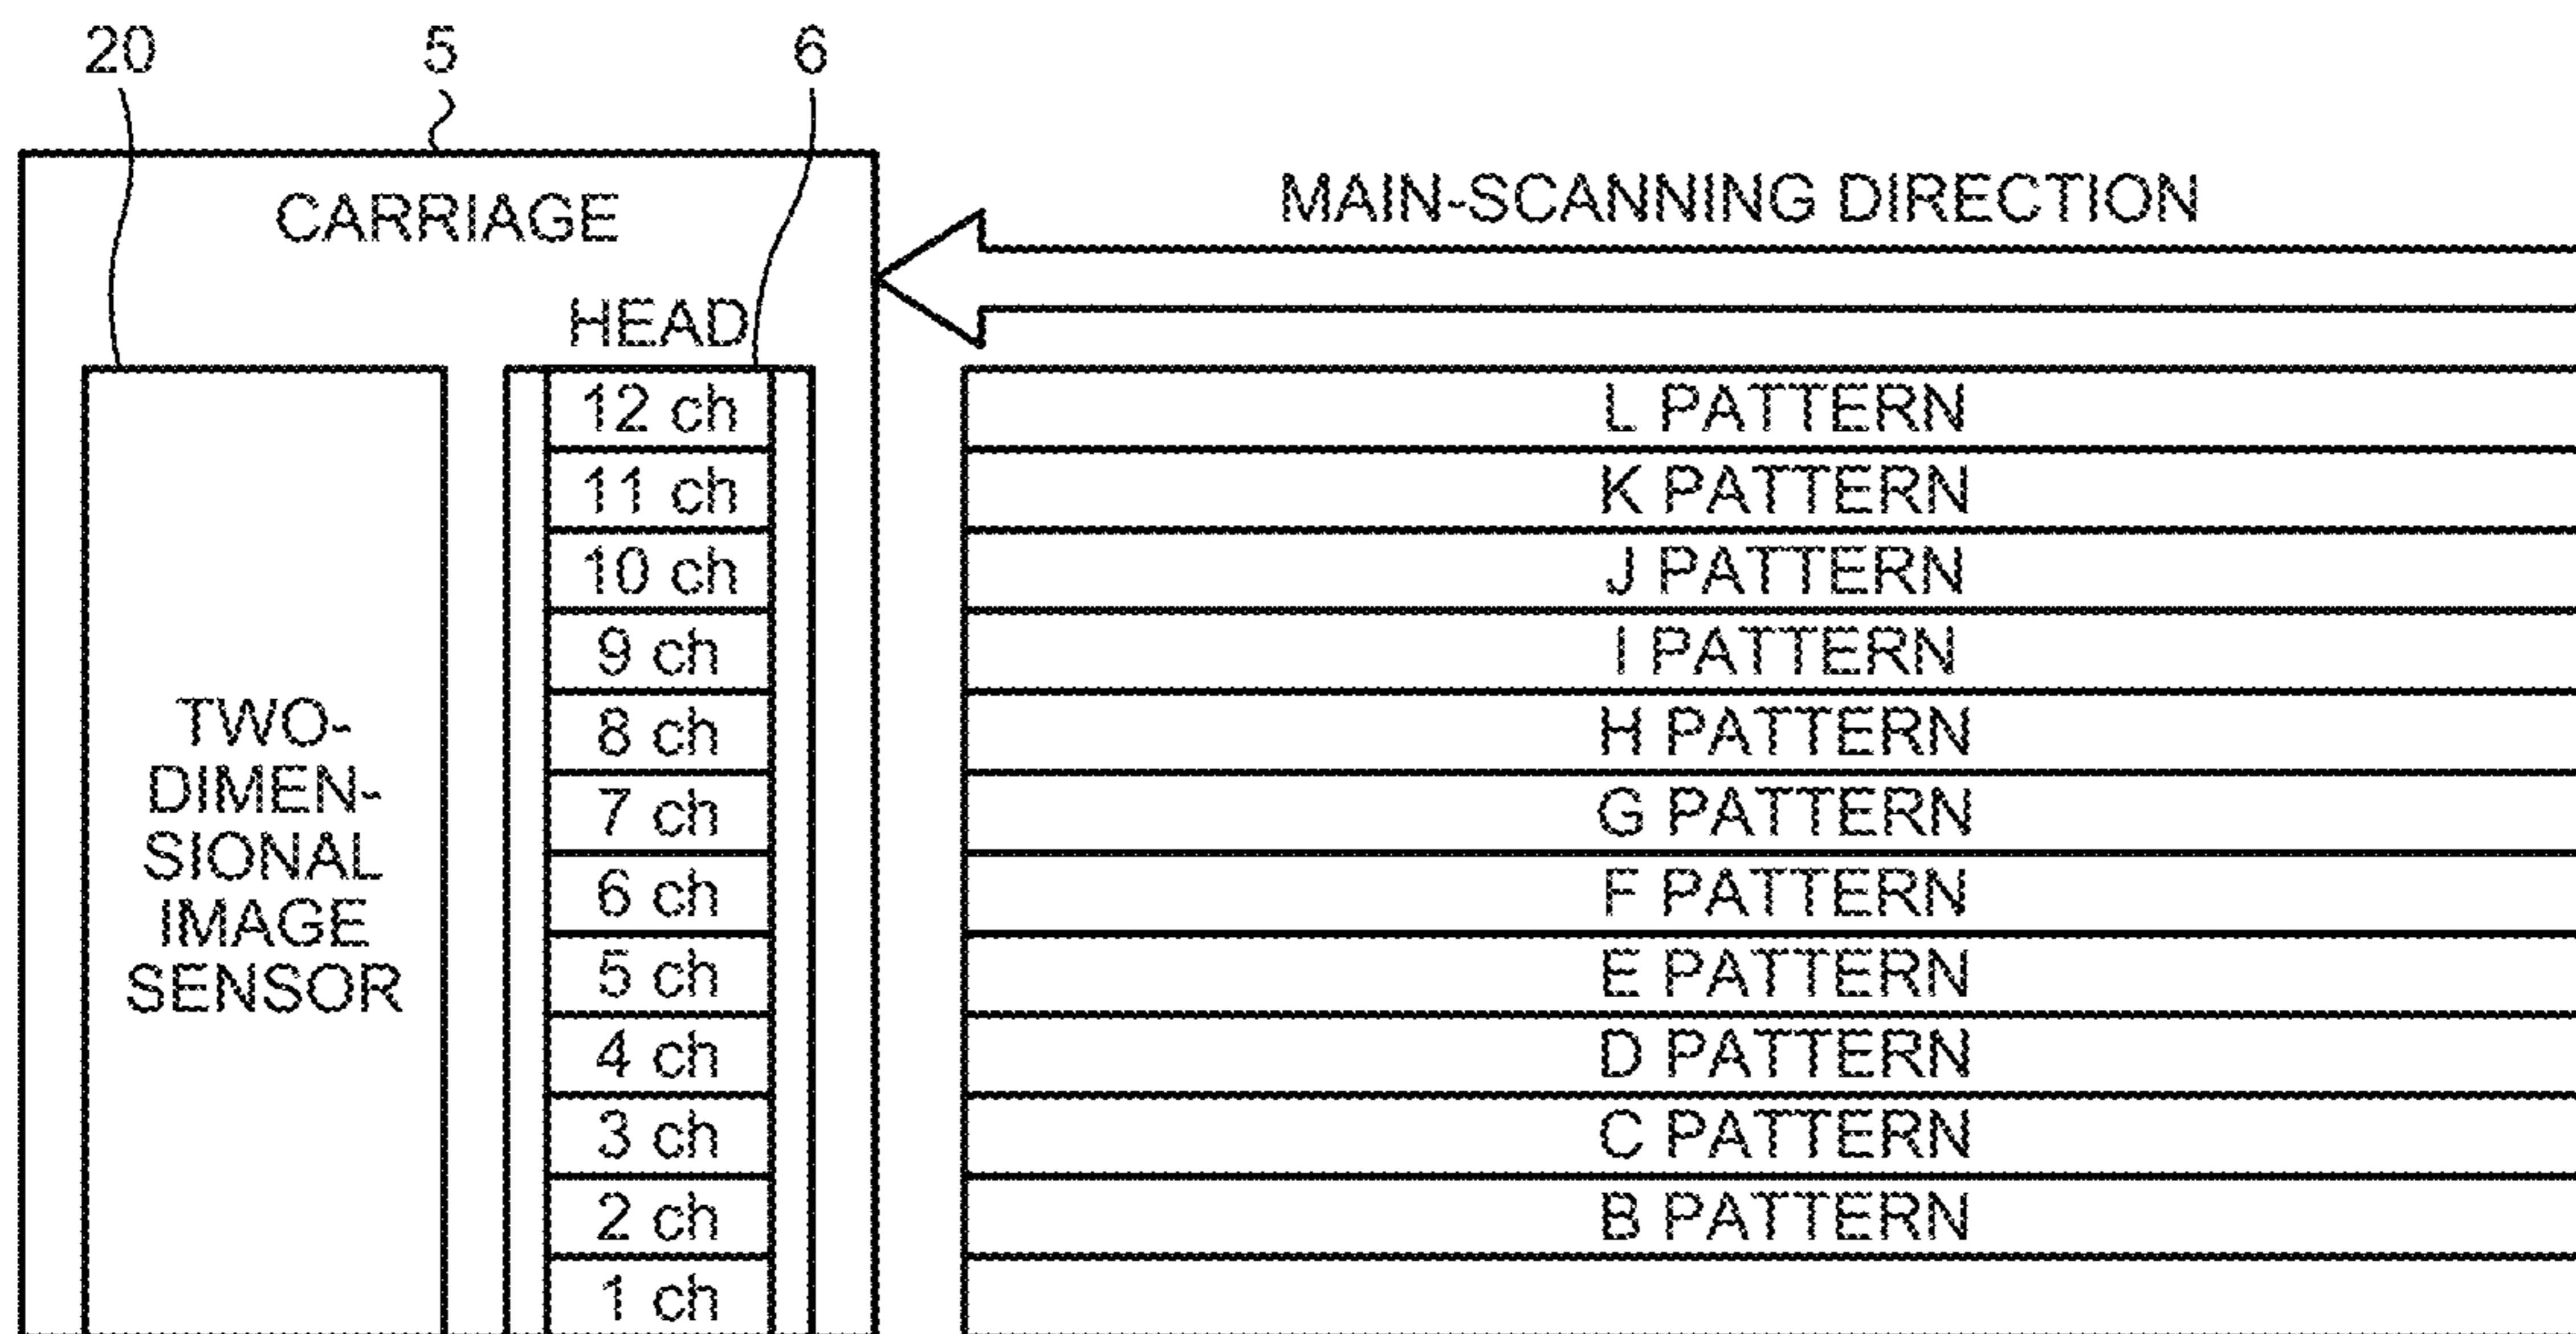 20 5 6
CARRIAGE
MAIN-SCANNING DIRECTION
HEAD
12 ch L PATTERN
11 ch K PATTERN
10 ch J PATTERN
9 ch I PATTERN
8 ch H PATTERN
7 ch G PATTERN
6 ch F PATTERN
5 ch E PATTERN
4 ch D PATTERN
3 ch C PATTERN
2 ch B PATTERN
1 ch
TWO-
DIMEN-
SIONAL
IMAGE
SENSOR